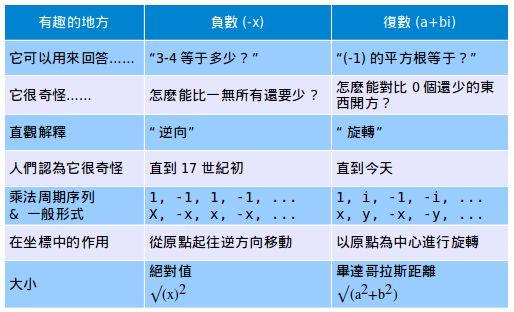 有趣的地方 負數 (-x) 復數 (a+bi)
它可以用來回答...... “3-4 等于多少？” “(-1) 的平方根等于？”
它很奇怪...... 怎麽能比一無所有還要少？ 怎麽能對比 0 個還少的東
西開方？
直觀解釋 “ 逆向” “ 旋轉”
人們認為它很奇怪 直到 17 世紀初 直到今天
乘法周期序列 1, -1, 1, -1, ... 1, i, -1, -i, ...
& 一般形式 X, -x, x, -x, ... x, y, -x, -y, ...
在坐標中的作用 從原點起往逆方向移動 以原點為中心進行旋轉
大小 絕對值 畢達哥拉斯距離
√(x)² √(a²+b²)